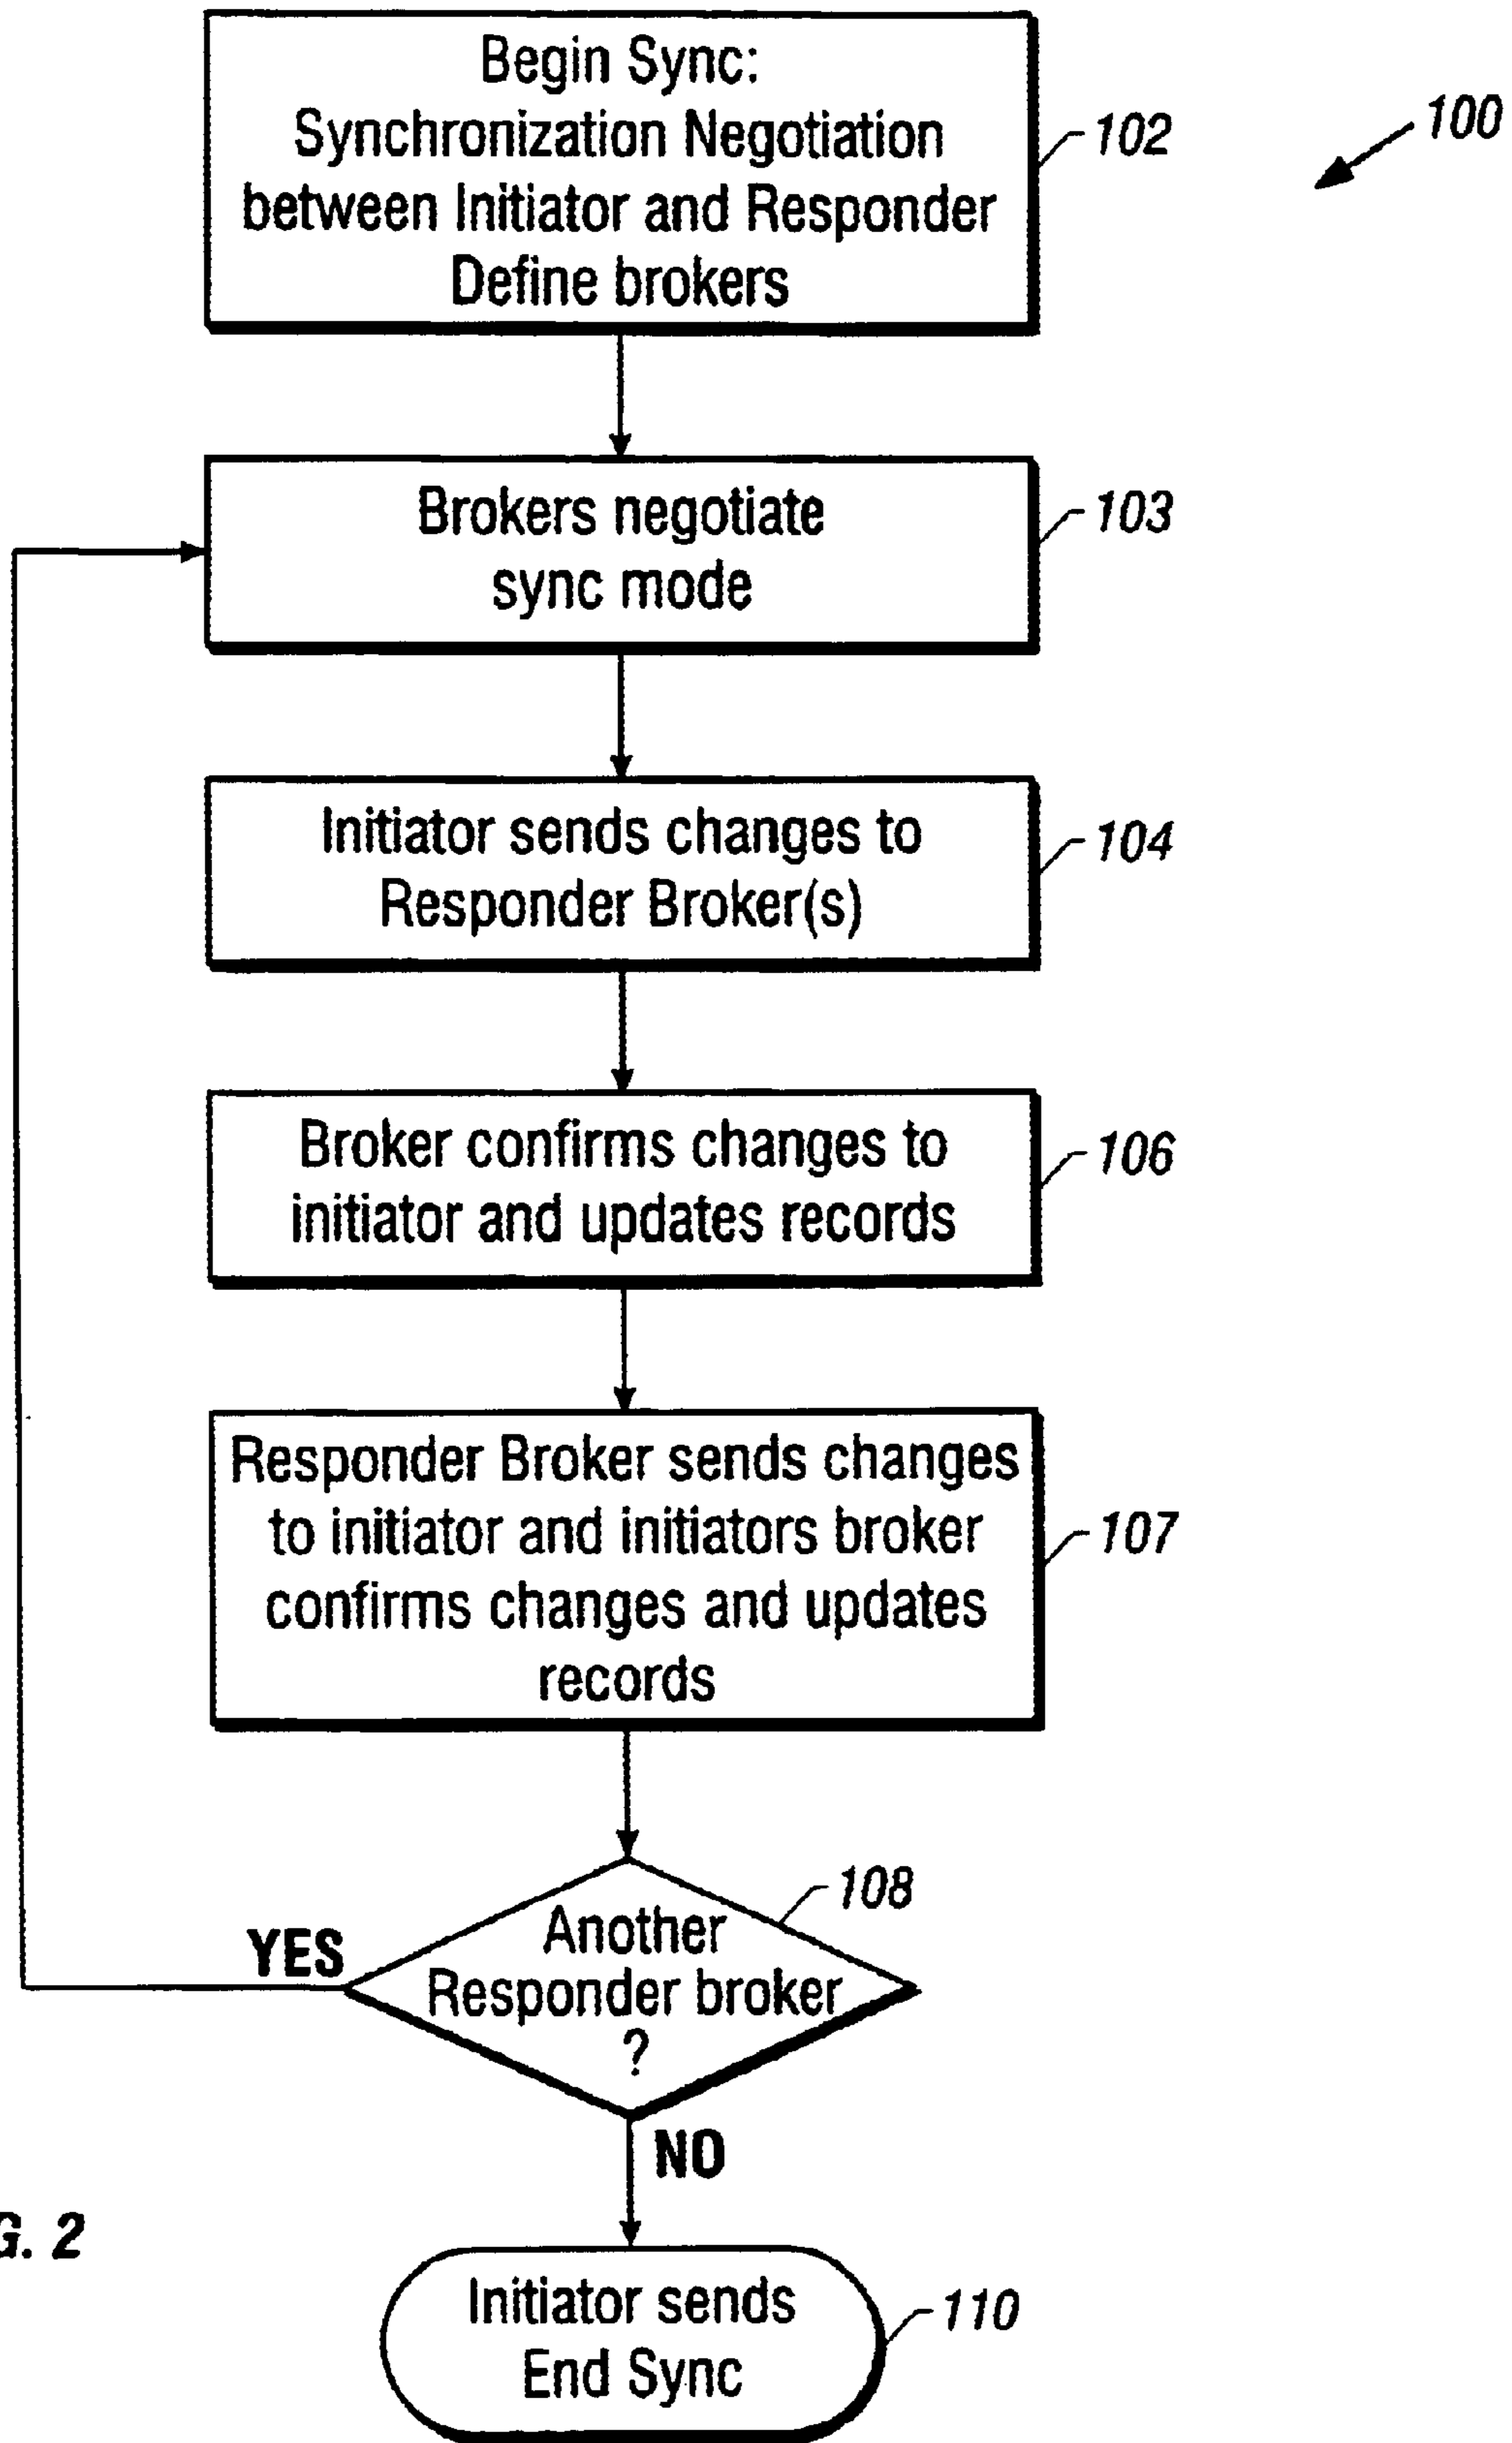 Begin Sync:
Synchronization Negotiation
between Initiator and Responder
Define brokers
102
100
Brokers negotiate
sync mode
103
Initiator sends changes to
Responder Broker(s)
104
Broker confirms changes to
initiator and updates records
106
Responder Broker sends changes
to initiator and initiators broker
confirms changes and updates
records
107
108
Another
Responder broker
?
YES
NO
G. 2
Initiator sends
End Sync
110